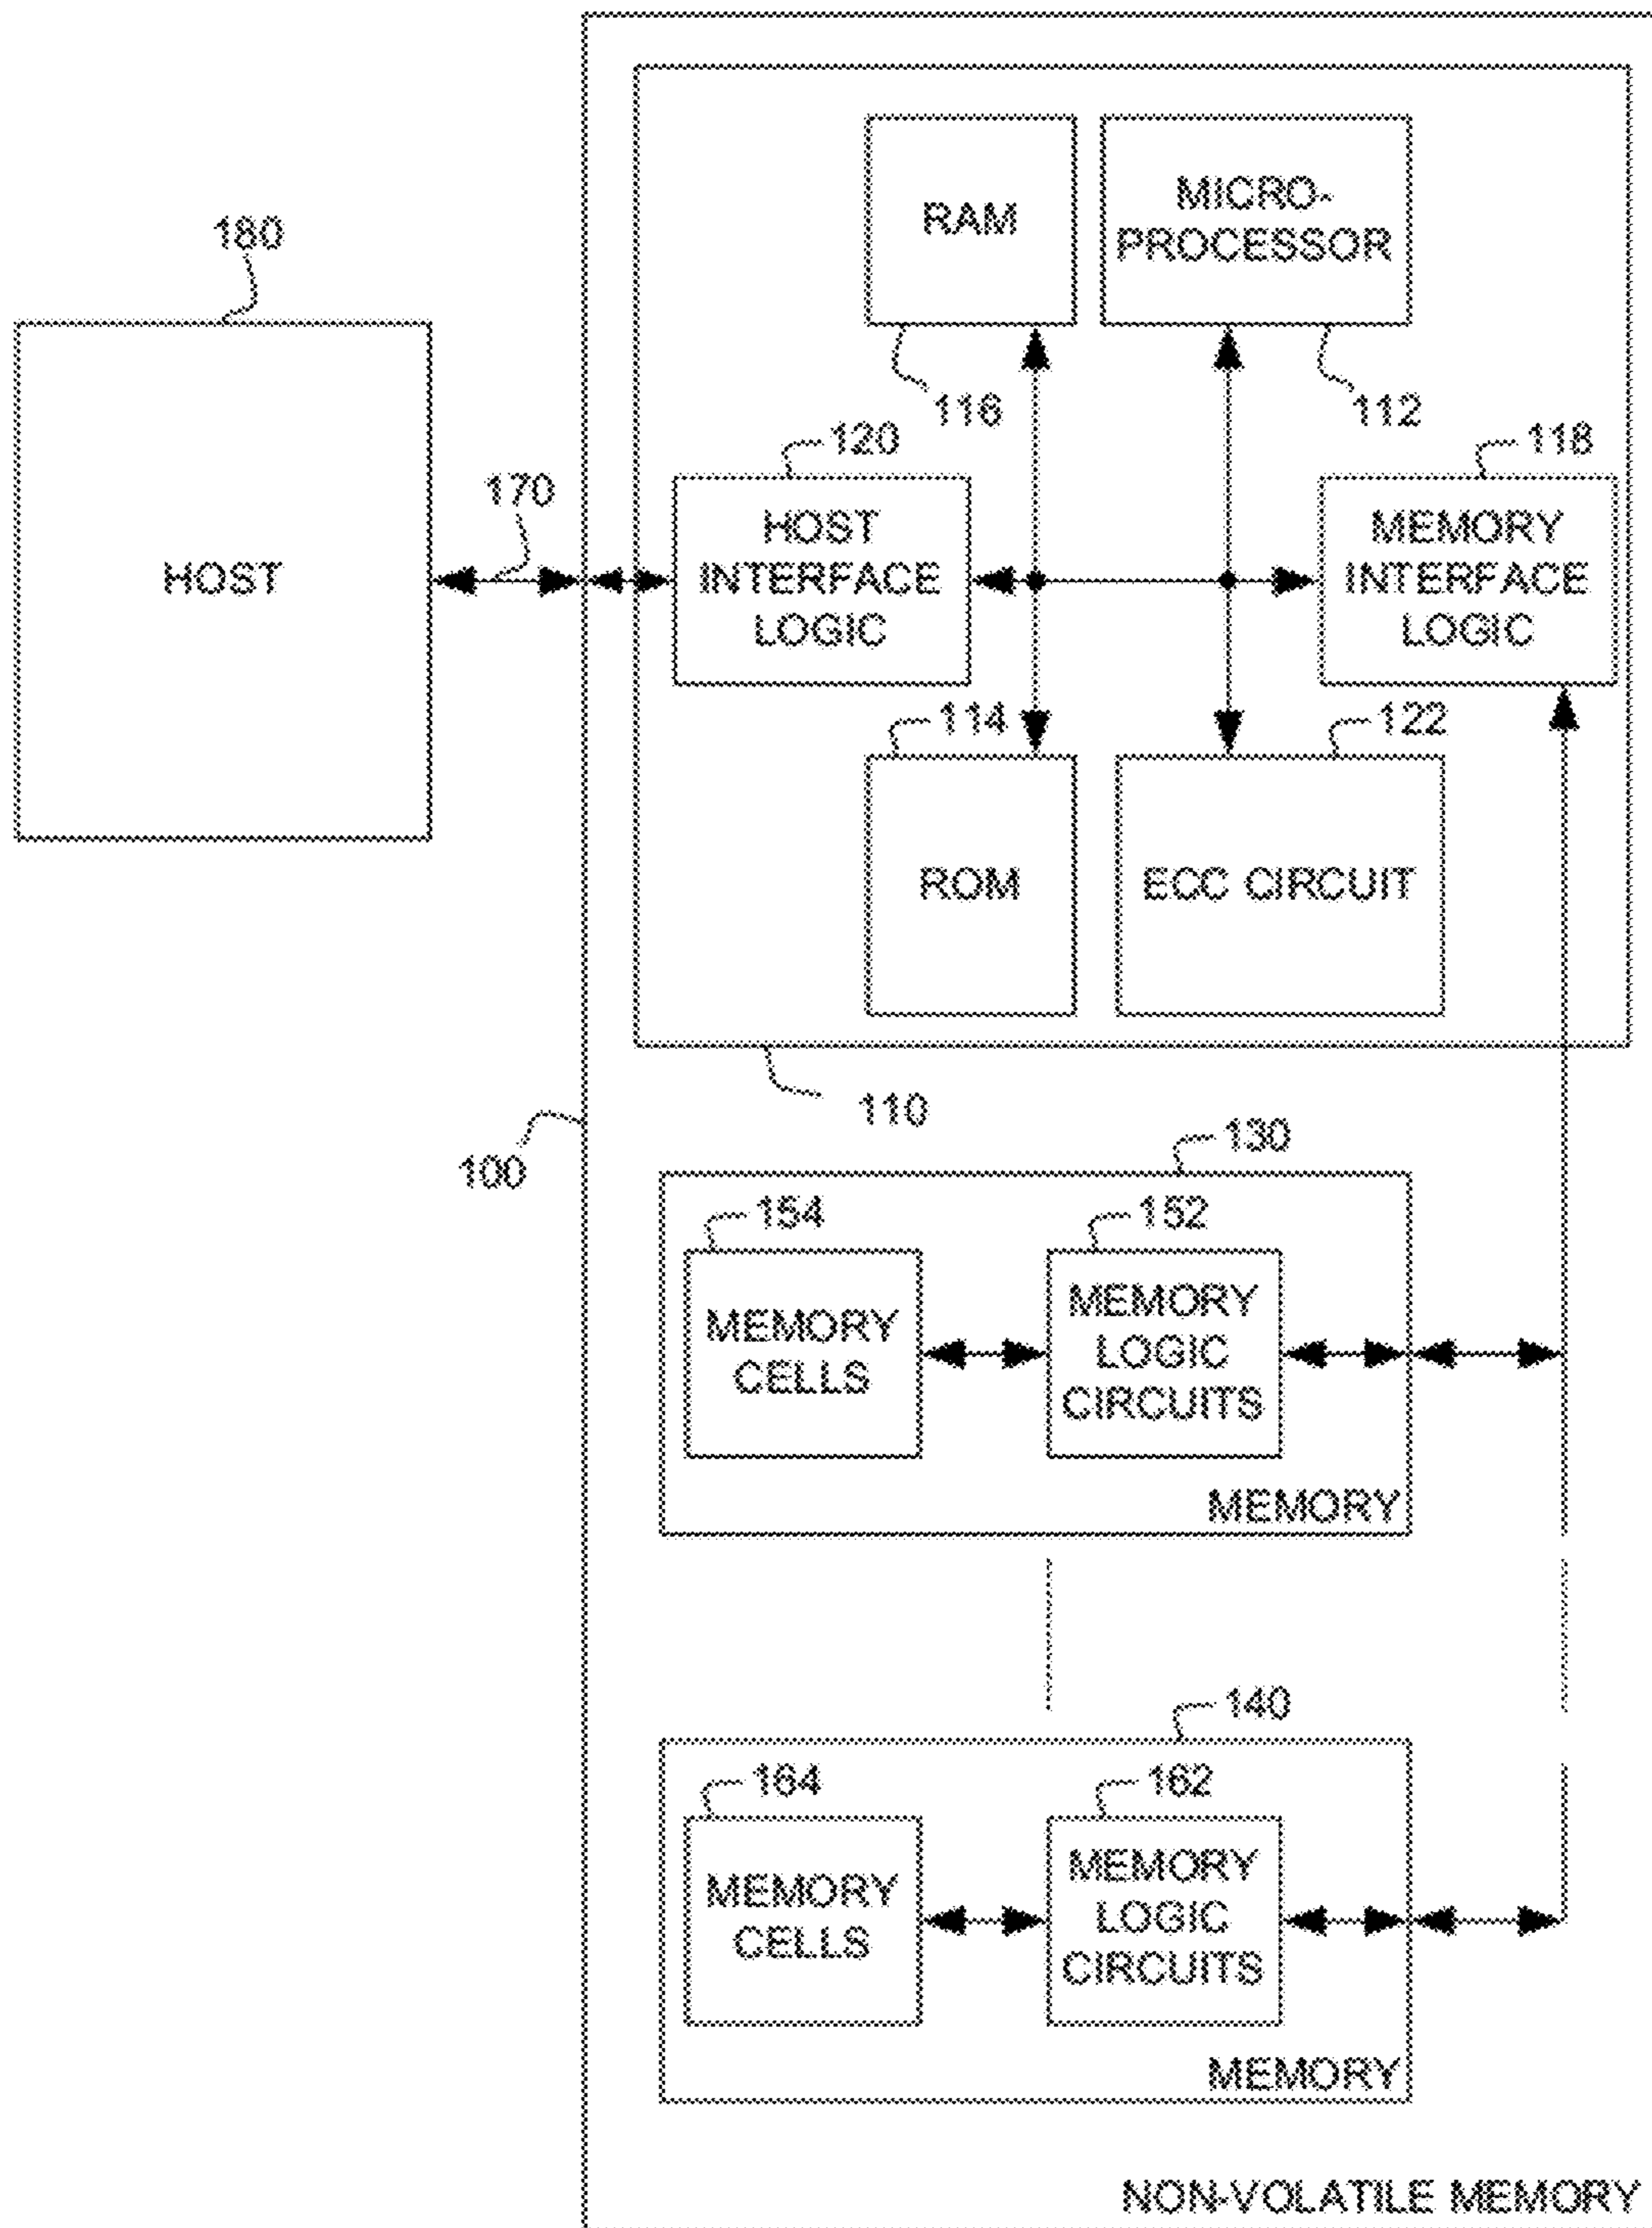 180
HOST
170
100
RAM
116
MICRO-
PROCESSOR
112
120
HOST
INTERFACE
LOGIC
118
MEMORY
INTERFACE
LOGIC
114
ROM
122
ECC CIRCUIT
110
130
154
MEMORY
CELLS
152
MEMORY
LOGIC
CIRCUITS
MEMORY
140
164
MEMORY
CELLS
162
MEMORY
LOGIC
CIRCUITS
MEMORY
NON-VOLATILE MEMORY